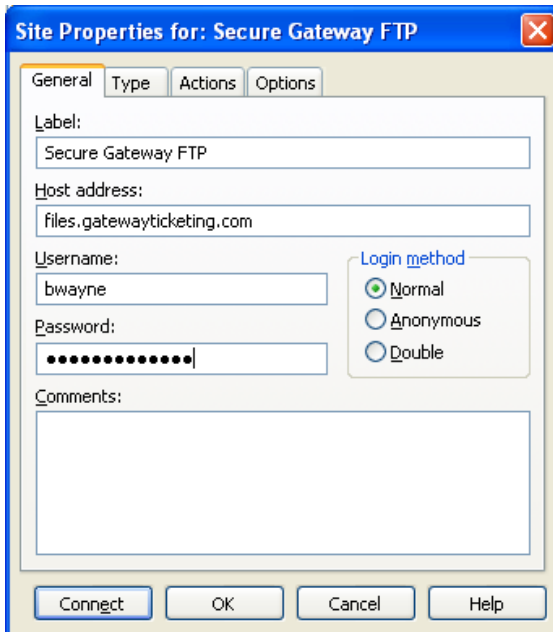 Site Properties for: Secure Gateway FTP
General Type Actions Options
Label:
Secure Gateway FTP
Host address:
files.gatewayticketing.com
Username:
bwayne
Login method
Normal
Anonymous
Double
Password:
●●●●●●●●●●●●●
Comments:
Connect OK Cancel Help